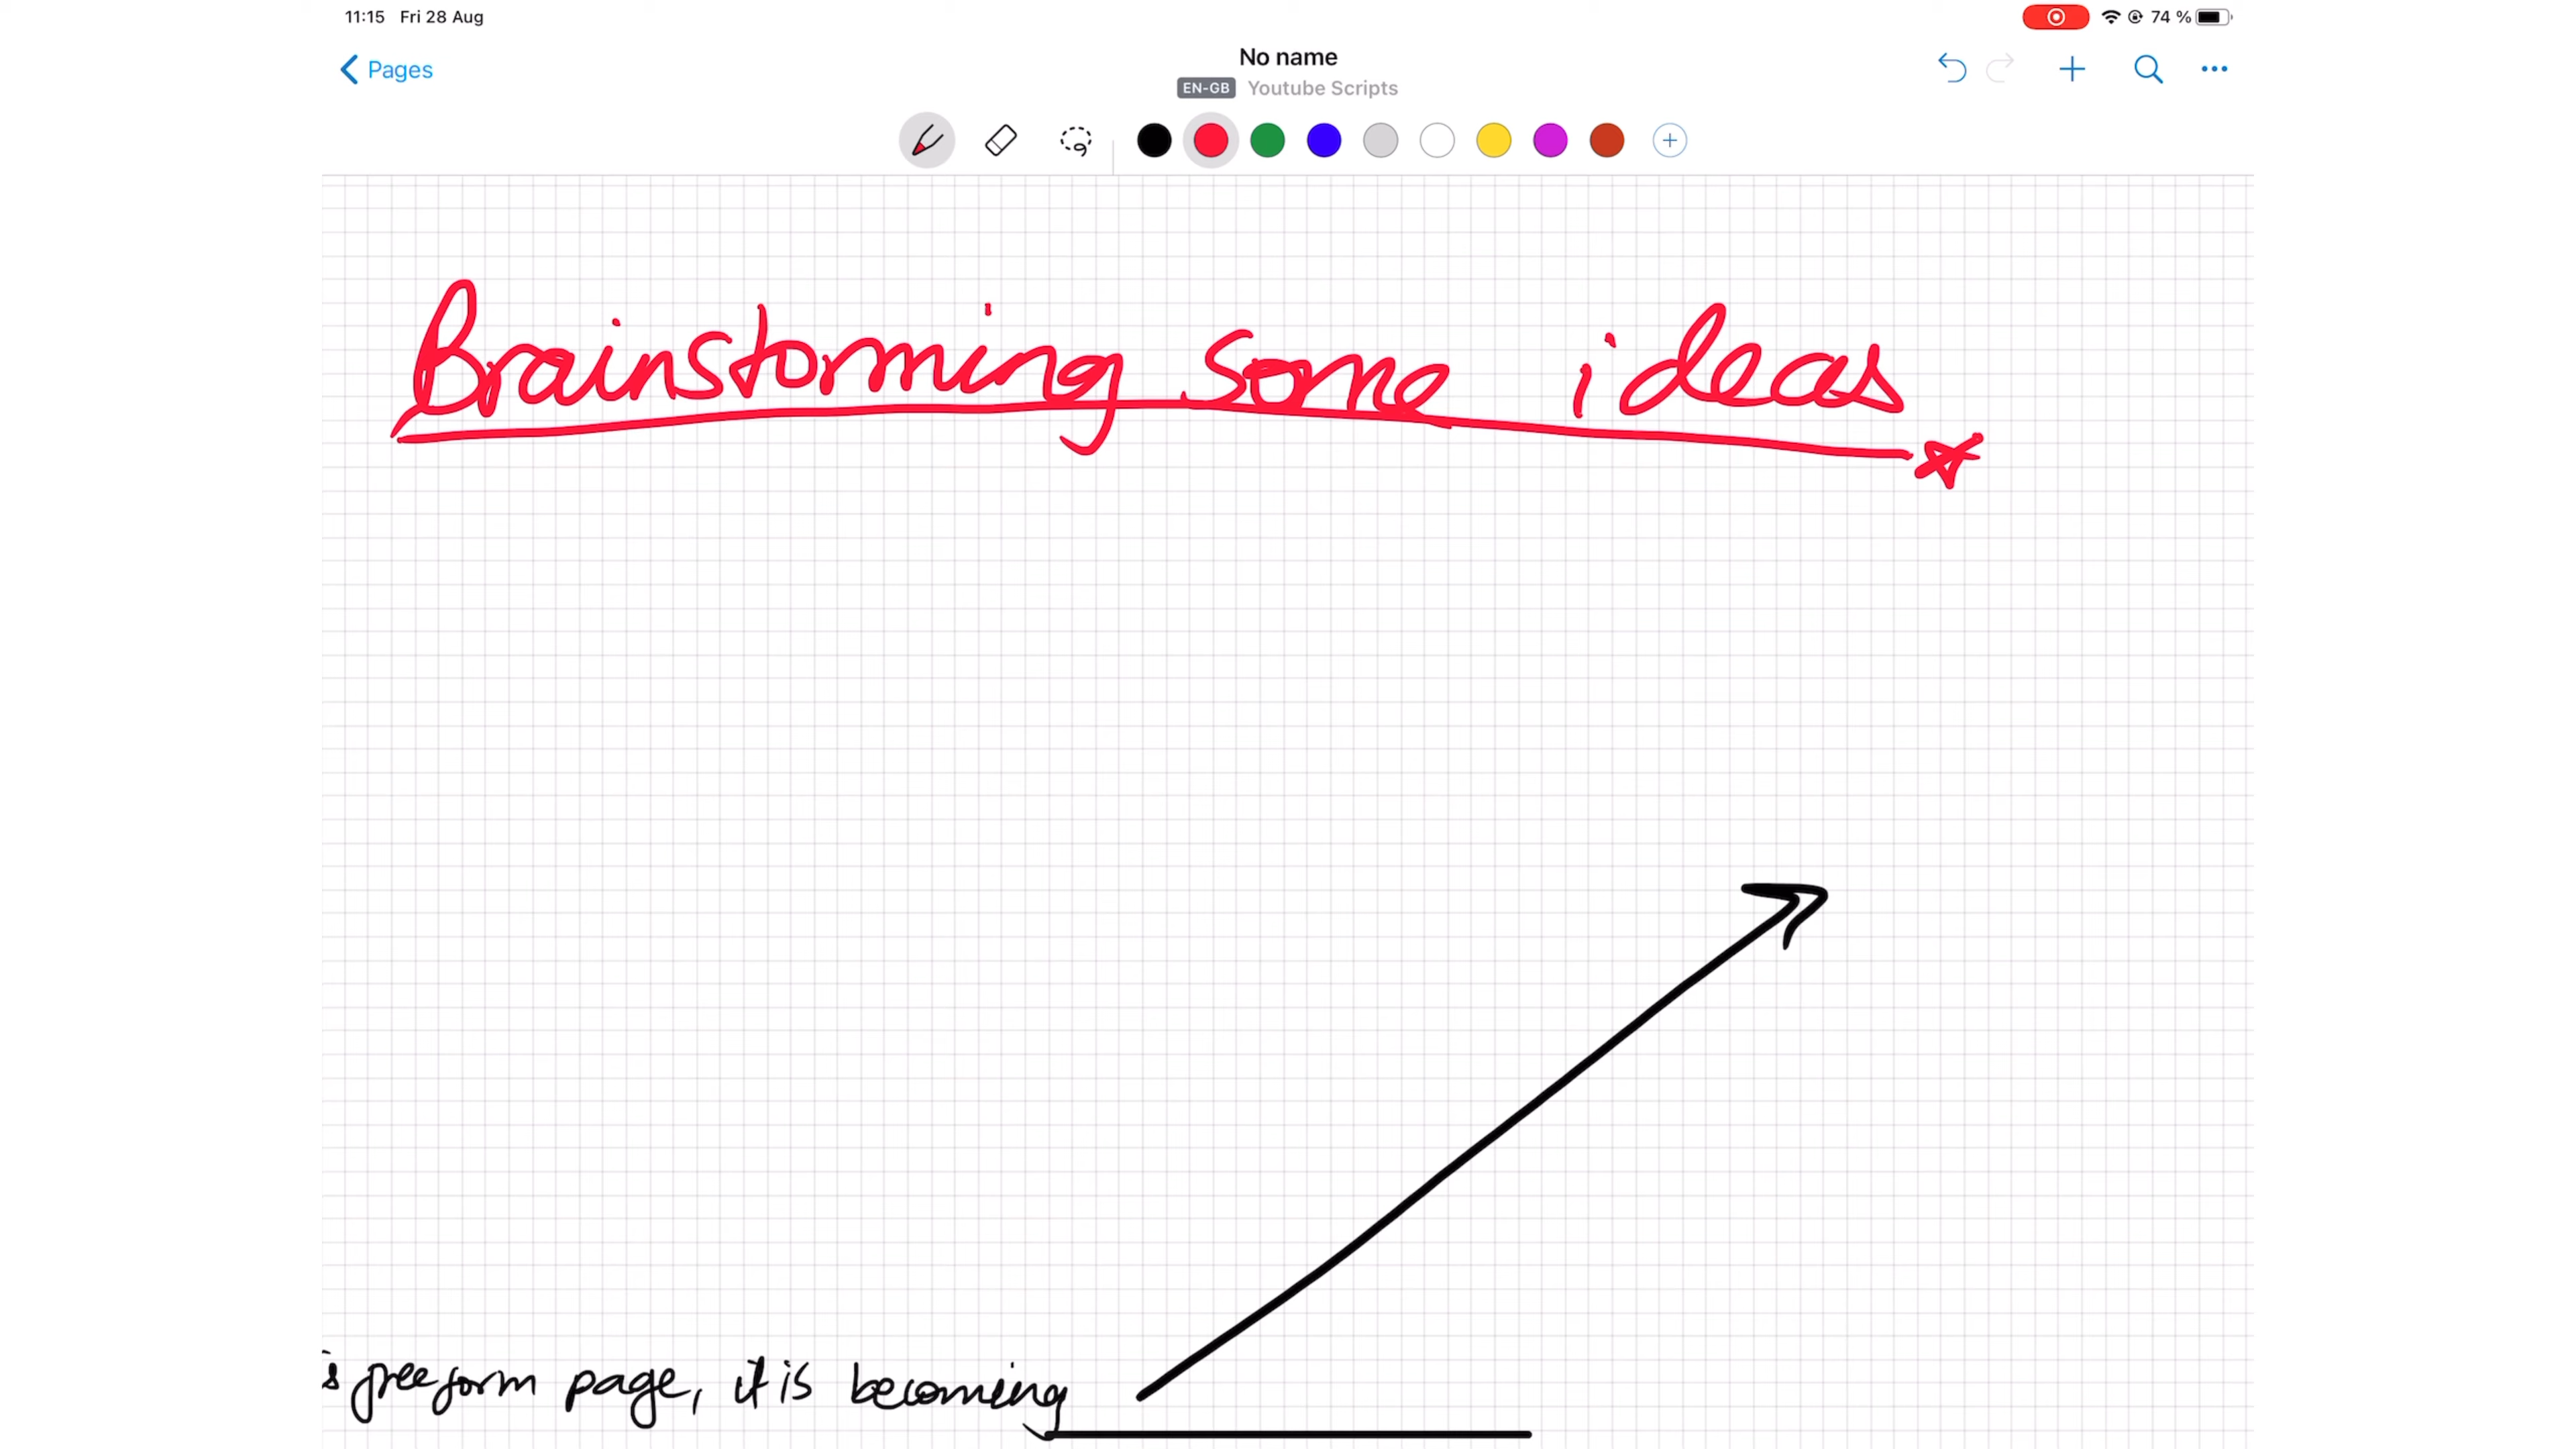 11:15 Fri 28 Aug 74 %
Pages
No name
EN-GB Youtube Scripts
Brainstorming some ideas
s freeform page, it is becoming